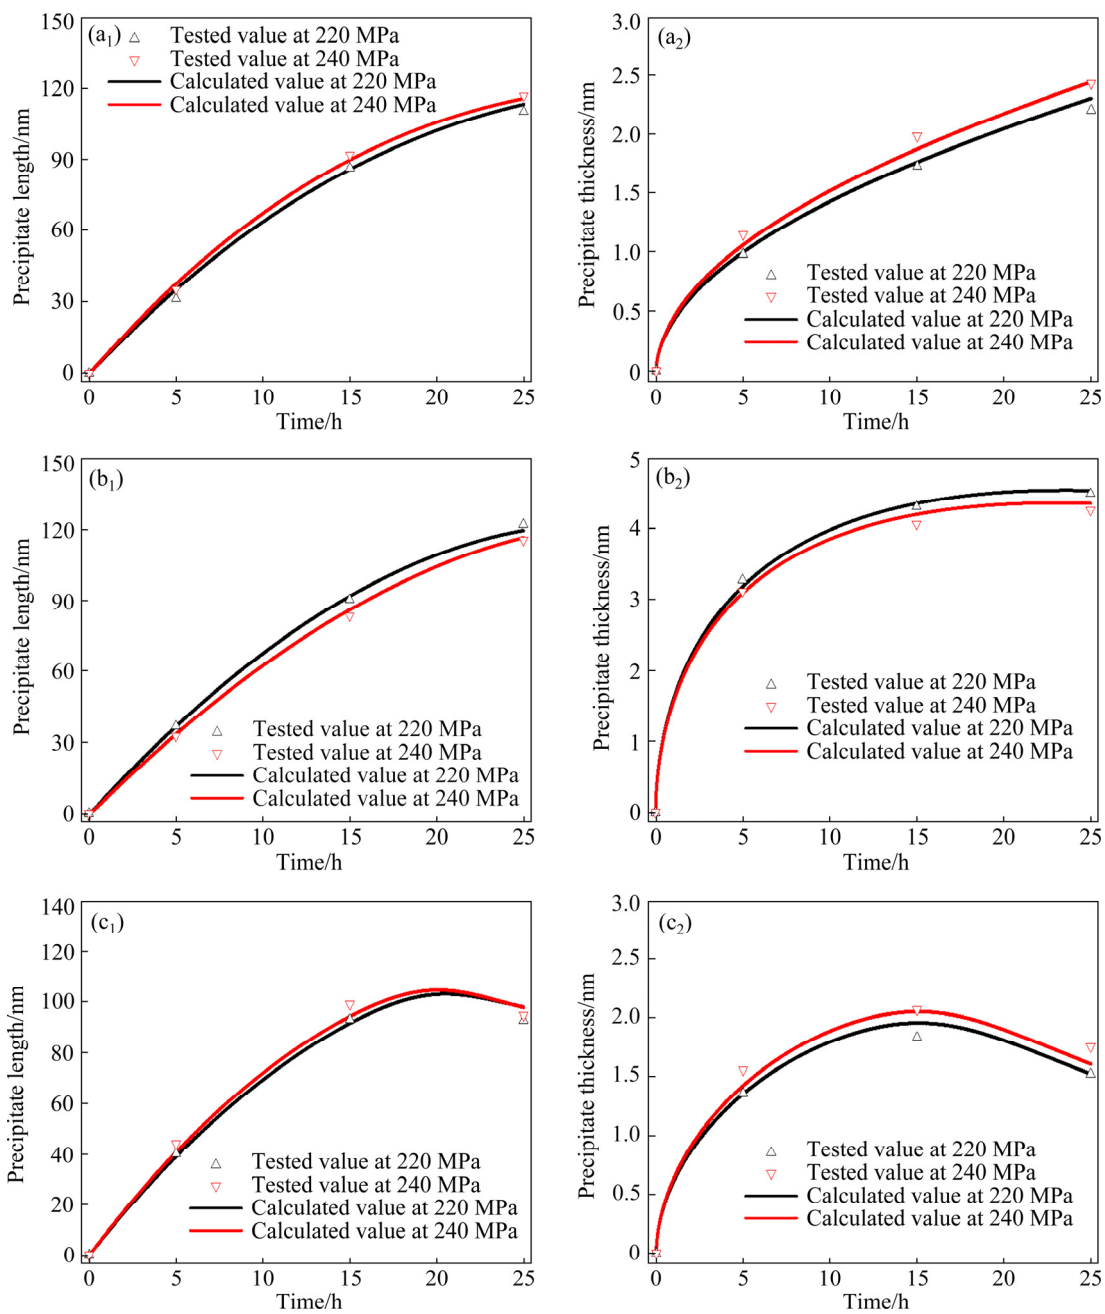 (a1)
Tested value at 220 MPa
Tested value at 240 MPa
Calculated value at 220 MPa
Calculated value at 240 MPa
150
120
90
60
30
0
Precipitate length/nm
0 5 10 15 20 25
Time/h
(a2)
3.0
2.5
2.0
1.5
1.0
0.5
0
Precipitate thickness/nm
Tested value at 220 MPa
Tested value at 240 MPa
Calculated value at 220 MPa
Calculated value at 240 MPa
0 5 10 15 20 25
Time/h
(b1)
150
120
90
60
30
0
Precipitate length/nm
Tested value at 220 MPa
Tested value at 240 MPa
Calculated value at 220 MPa
Calculated value at 240 MPa
0 5 10 15 20 25
Time/h
(b2)
5
4
3
2
1
0
Precipitate thickness/nm
Tested value at 220 MPa
Tested value at 240 MPa
Calculated value at 220 MPa
Calculated value at 240 MPa
0 5 10 15 20 25
Time/h
(c1)
140
120
100
80
60
40
20
0
Precipitate length/nm
Tested value at 220 MPa
Tested value at 240 MPa
Calculated value at 220 MPa
Calculated value at 240 MPa
0 5 10 15 20 25
Time/h
(c2)
3.0
2.5
2.0
1.5
1.0
0.5
0
Precipitate thickness/nm
Tested value at 220 MPa
Tested value at 240 MPa
Calculated value at 220 MPa
Calculated value at 240 MPa
0 5 10 15 20 25
Time/h